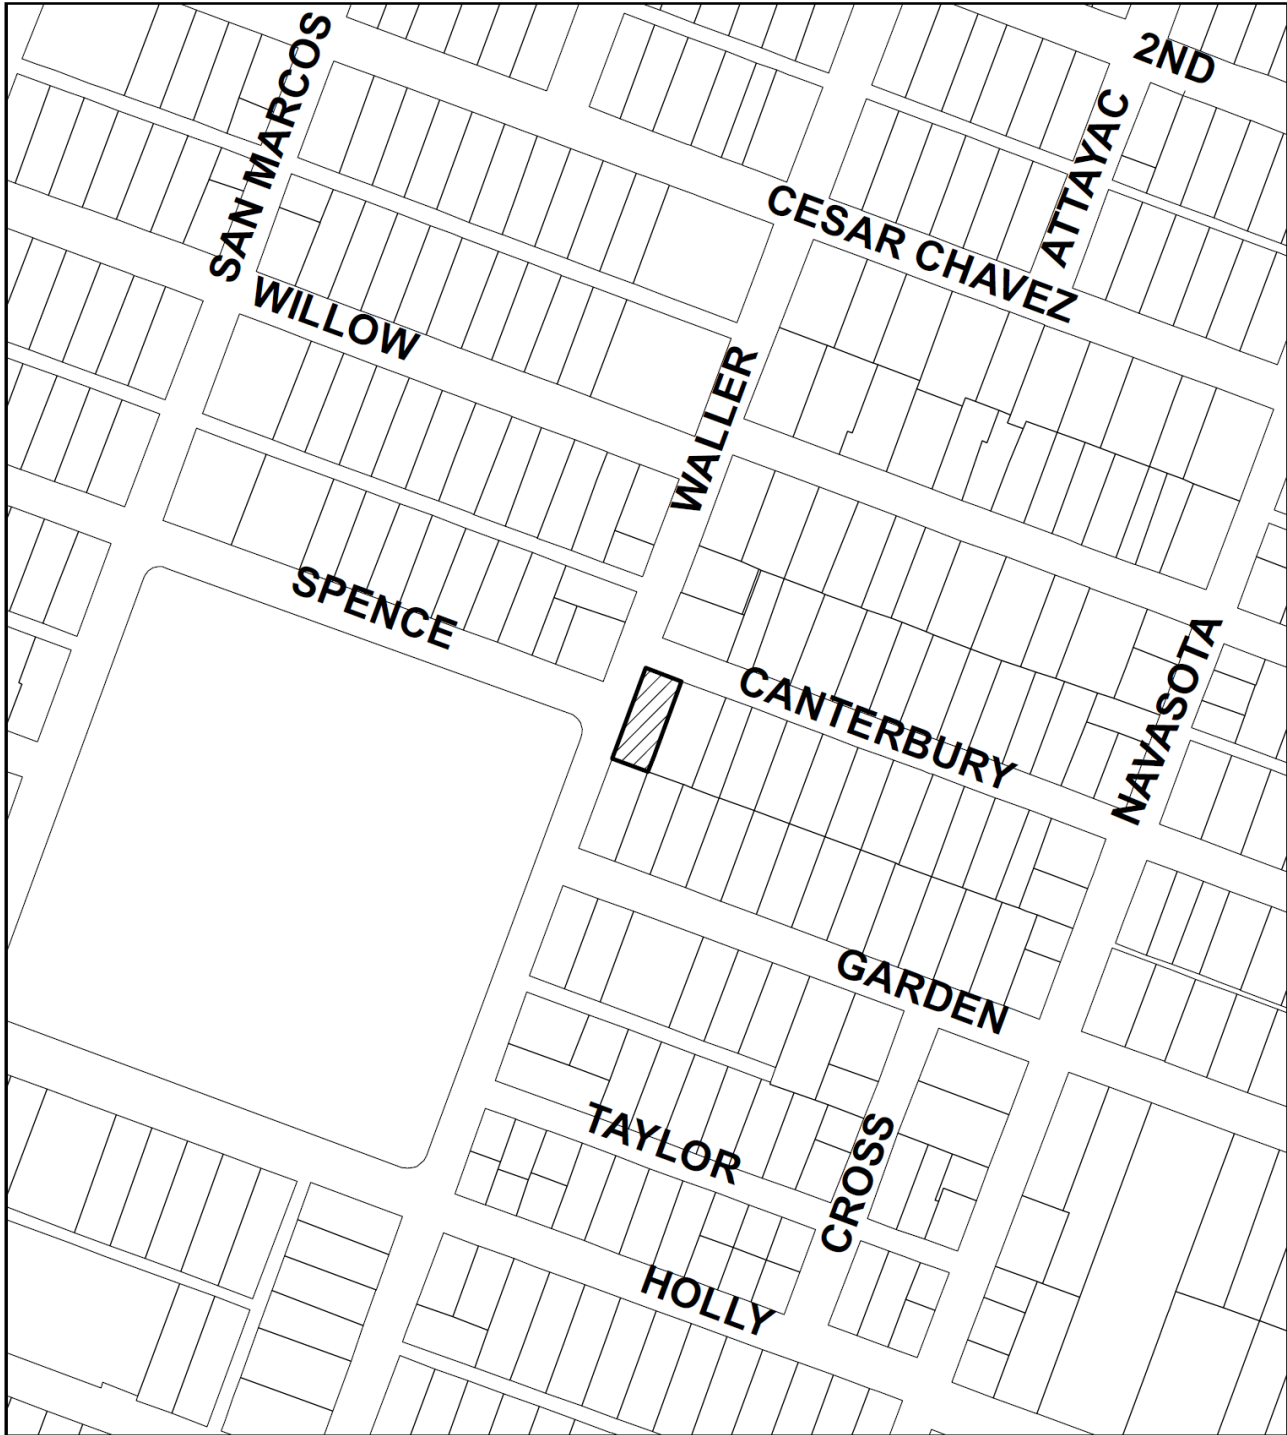 2ND
SAN MARCOS
ATTAYAC
CESAR CHAVEZ
WILLOW
WALLER
SPENCE
CANTERBURY
NAVASOTA
GARDEN
TAYLOR
CROSS
HOLLY